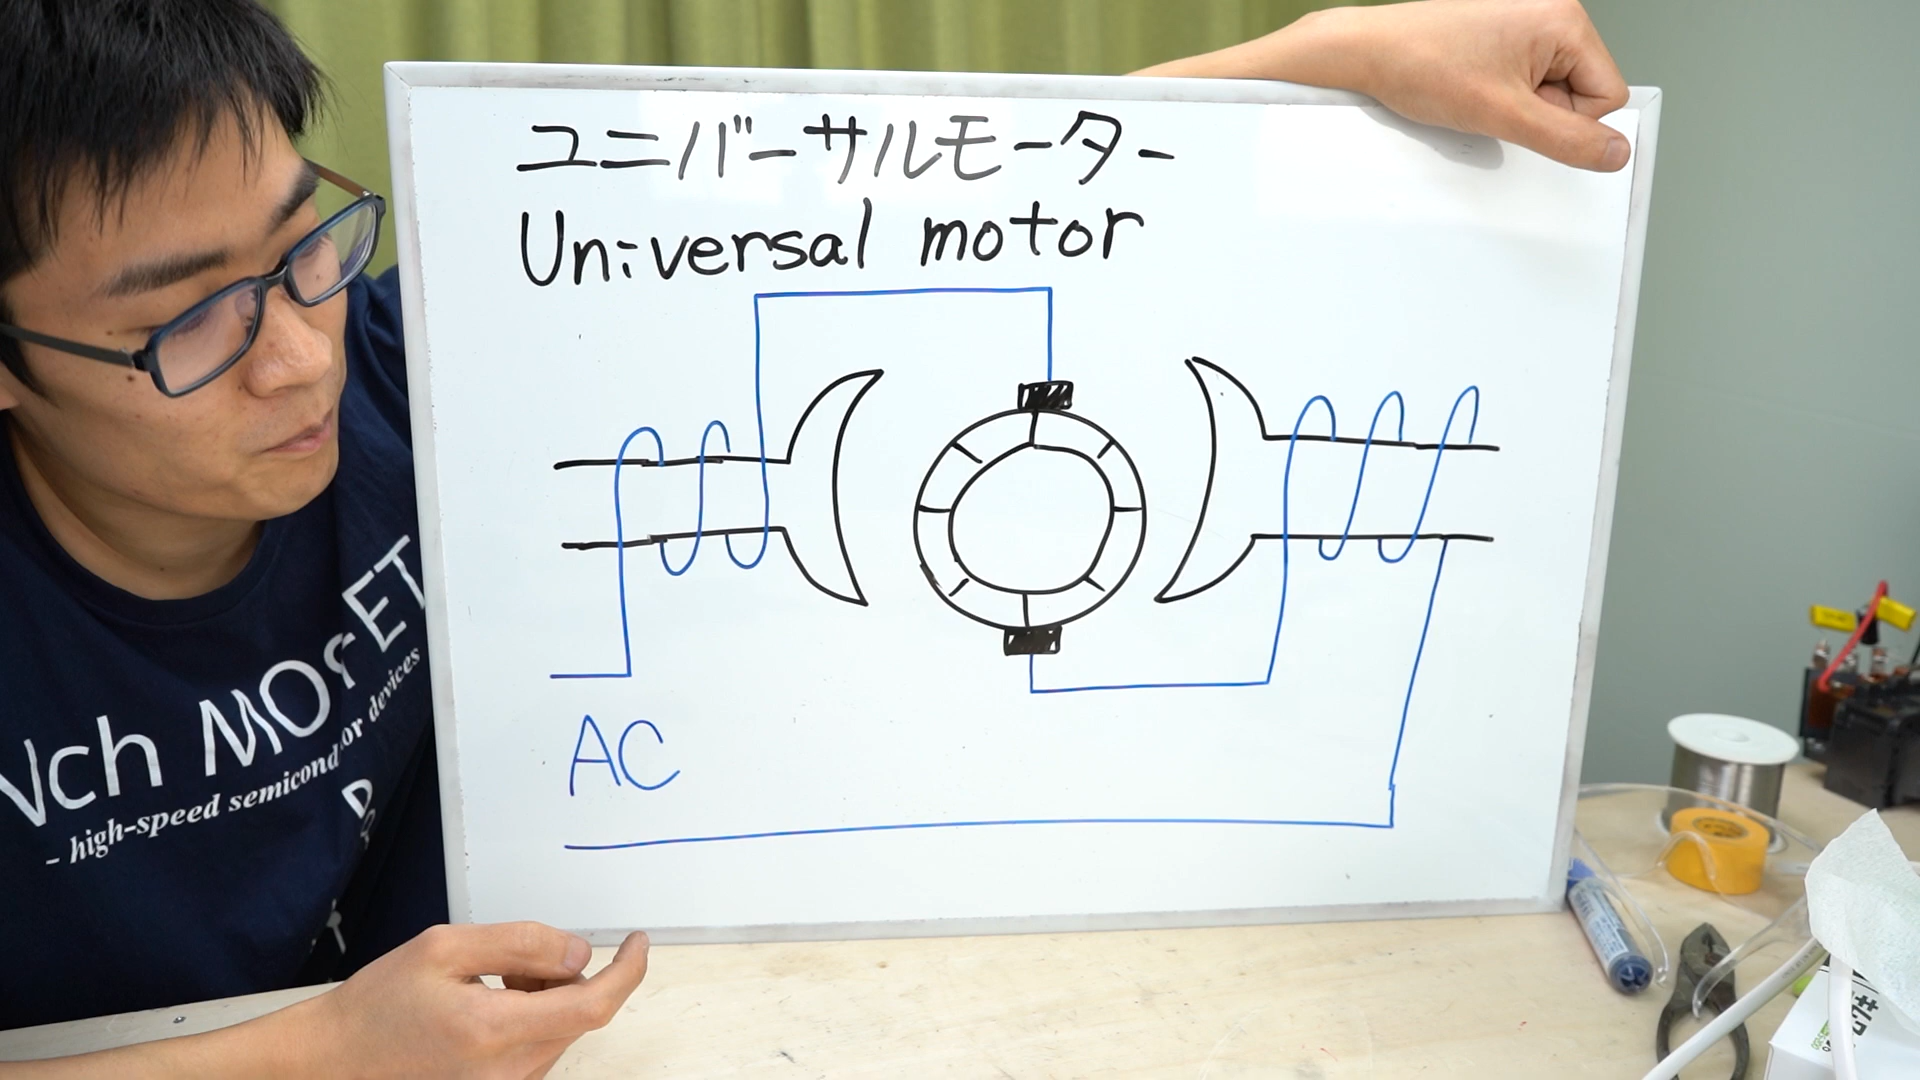 ユニバーサルモーター
Universal motor
AC
Nch MOSFET
- high-speed semiconductor devices
D